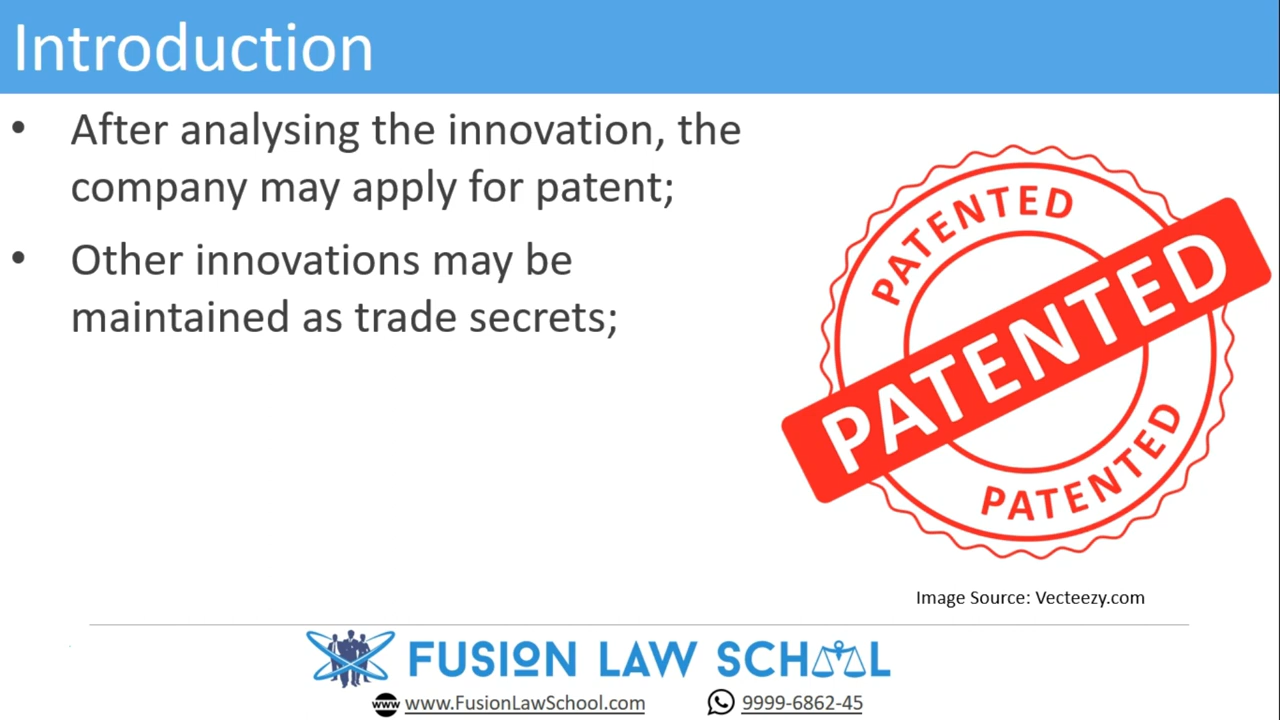 Introduction
• After analysing the innovation, the
company may apply for patent;
• Other innovations may be
maintained as trade secrets;
PATENTED
PATENTED
PATENTED
Image Source: Vecteezy.com
FUSION LAW SCHOOL
www www.FusionLawSchool.com 9999-6862-45